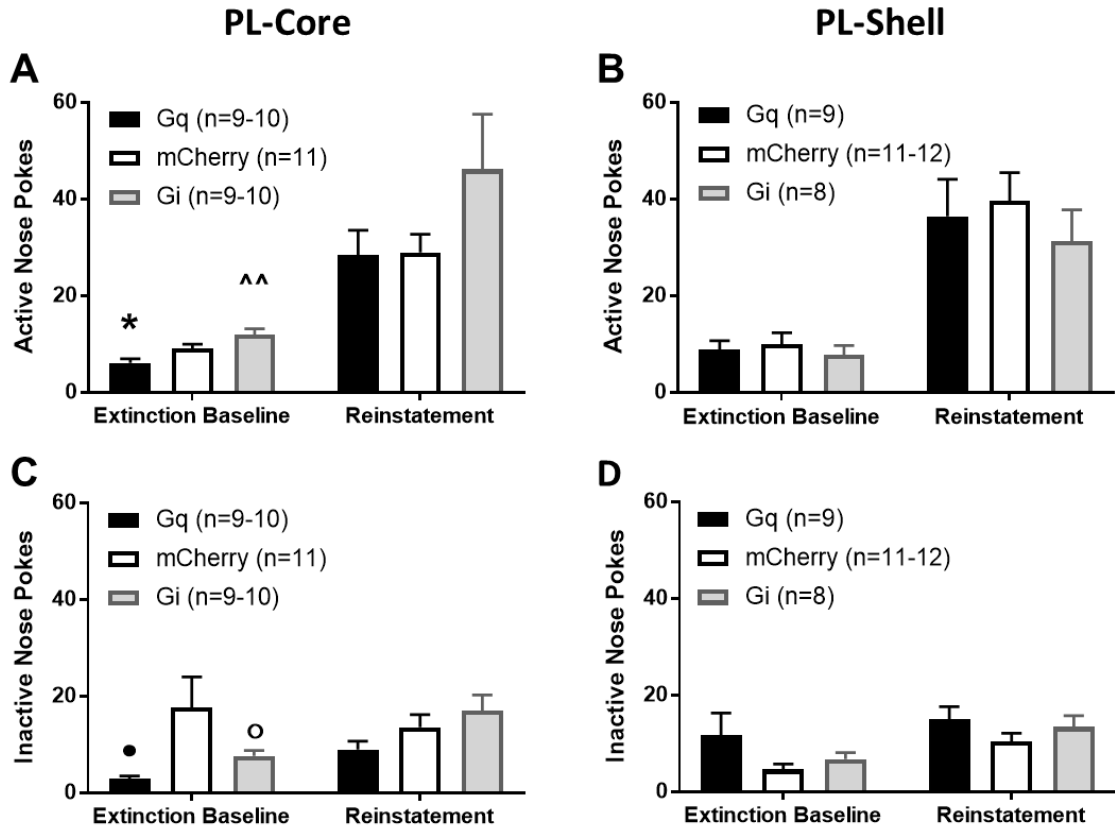 PL-Core
PL-Shell
A
Active Nose Pokes
60
40
20
0
Gq (n=9-10)
mCherry (n=11)
Gi (n=9-10)
*
^^
Extinction Baseline
Reinstatement
B
Active Nose Pokes
60
40
20
0
Gq (n=9)
mCherry (n=11-12)
Gi (n=8)
Extinction Baseline
Reinstatement
C
Inactive Nose Pokes
60
40
20
0
Gq (n=9-10)
mCherry (n=11)
Gi (n=9-10)
Extinction Baseline
Reinstatement
D
Inactive Nose Pokes
60
40
20
0
Gq (n=9)
mCherry (n=11-12)
Gi (n=8)
Extinction Baseline
Reinstatement